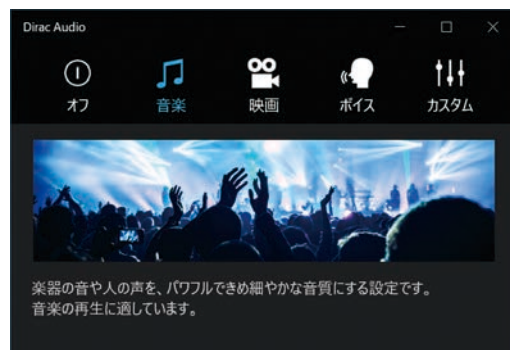 Dirac Audio
オフ
音楽
映画
ボイス
カスタム
楽器の音や人の声を、パワフルできめ細やかな音質にする設定です。
音楽の再生に適しています。